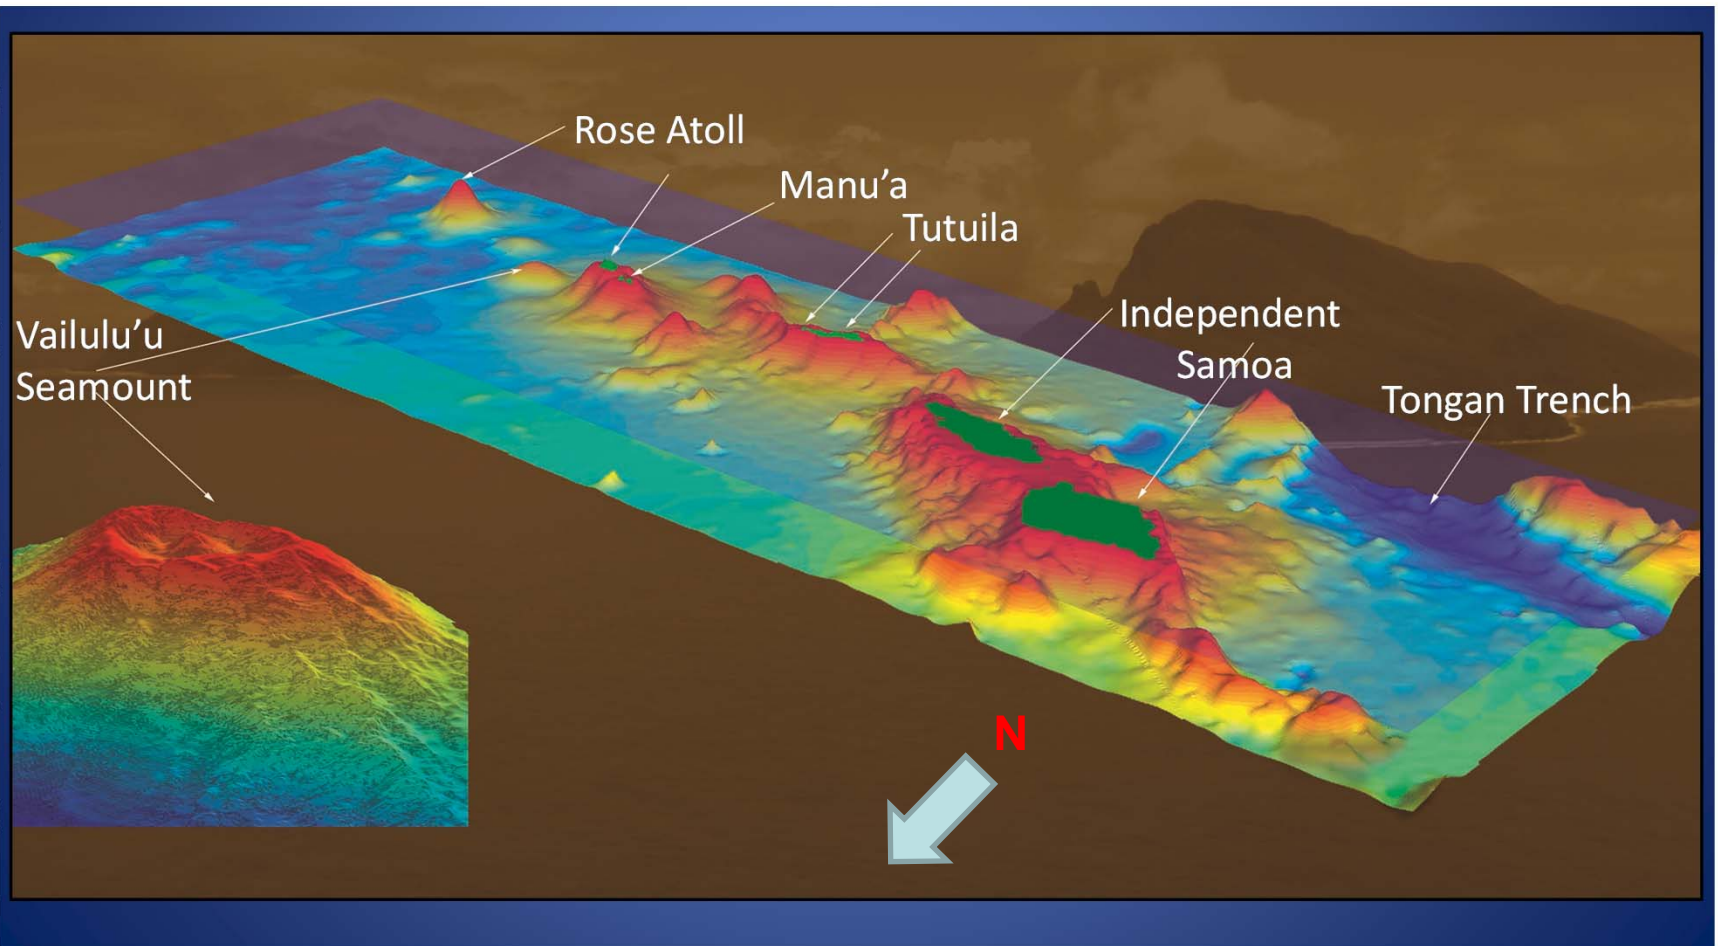 Rose Atoll
Manu’a
Tutuila
Independent
Samoa
Tongan Trench
Vailulu’u
Seamount
N